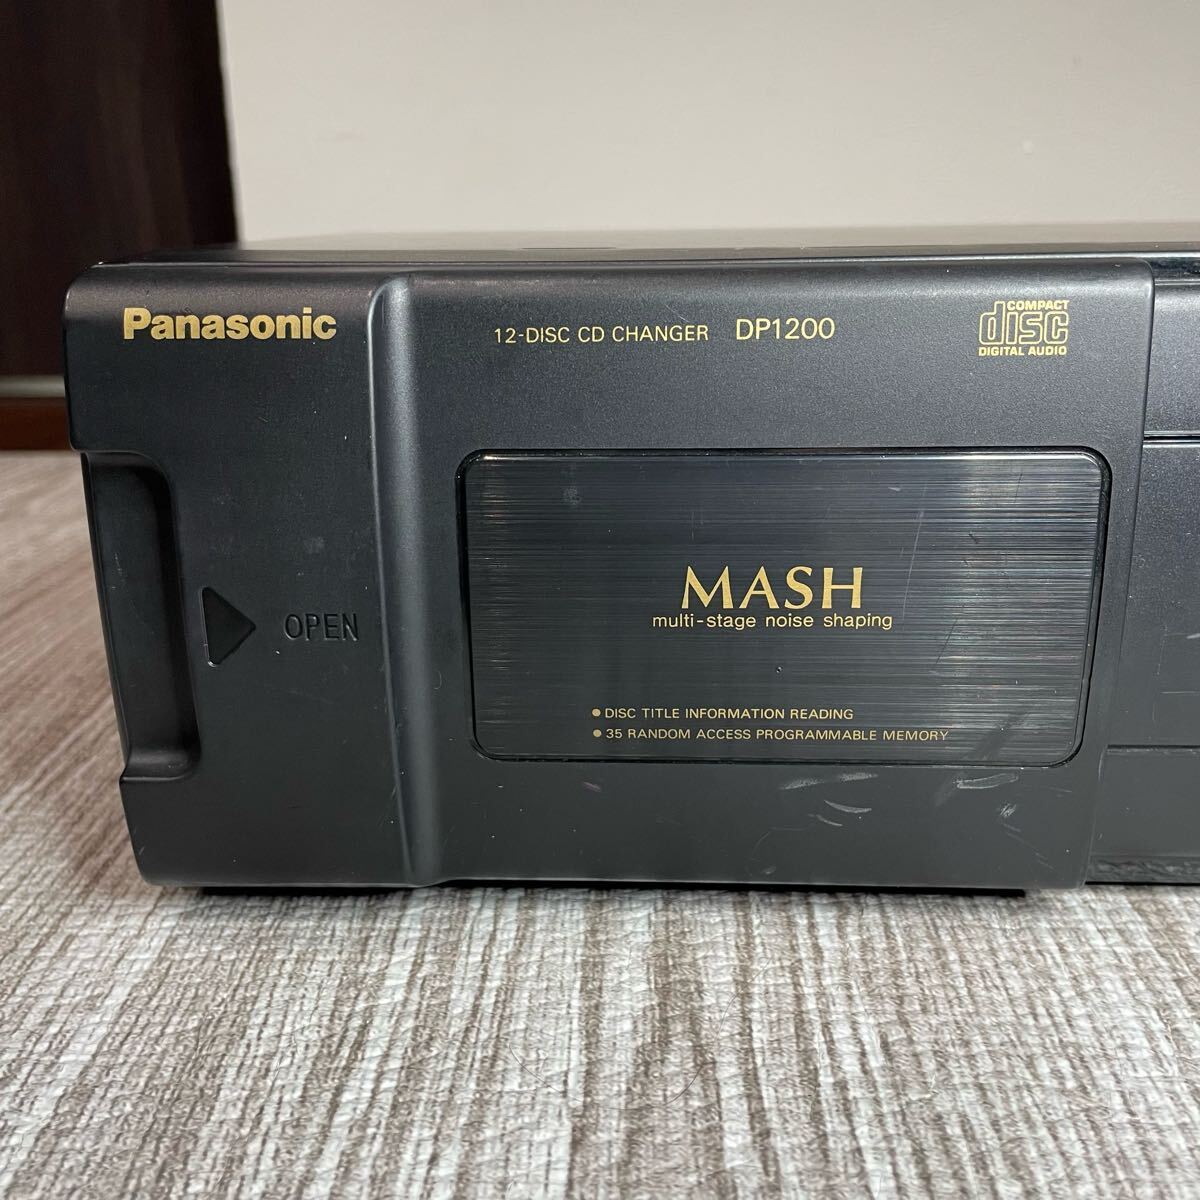 Panasonic
12-DISC CD CHANGER DP1200
COMPACT
disc
DIGITAL AUDIO
OPEN
MASH
multi-stage noise shaping
● DISC TITLE INFORMATION READING
● 35 RANDOM ACCESS PROGRAMMABLE MEMORY